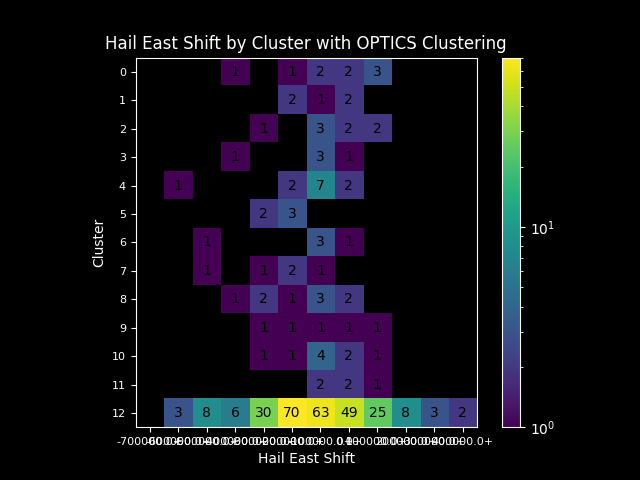 Hail East Shift by Cluster with OPTICS Clustering
0 1 1 2 2 3
1 2 1 2
2 1 3 2 2
3 1 3 1
4 1 2 7 2
5 2 3
6 1 3 1
7 1 1 2 1
8 1 2 1 3 2
9 1 1 1 1 1
10 1 1 4 2 1
11 2 2 1
12 3 8 6 30 70 63 49 25 8 3 2
Cluster
Hail East Shift
10¹
10⁰